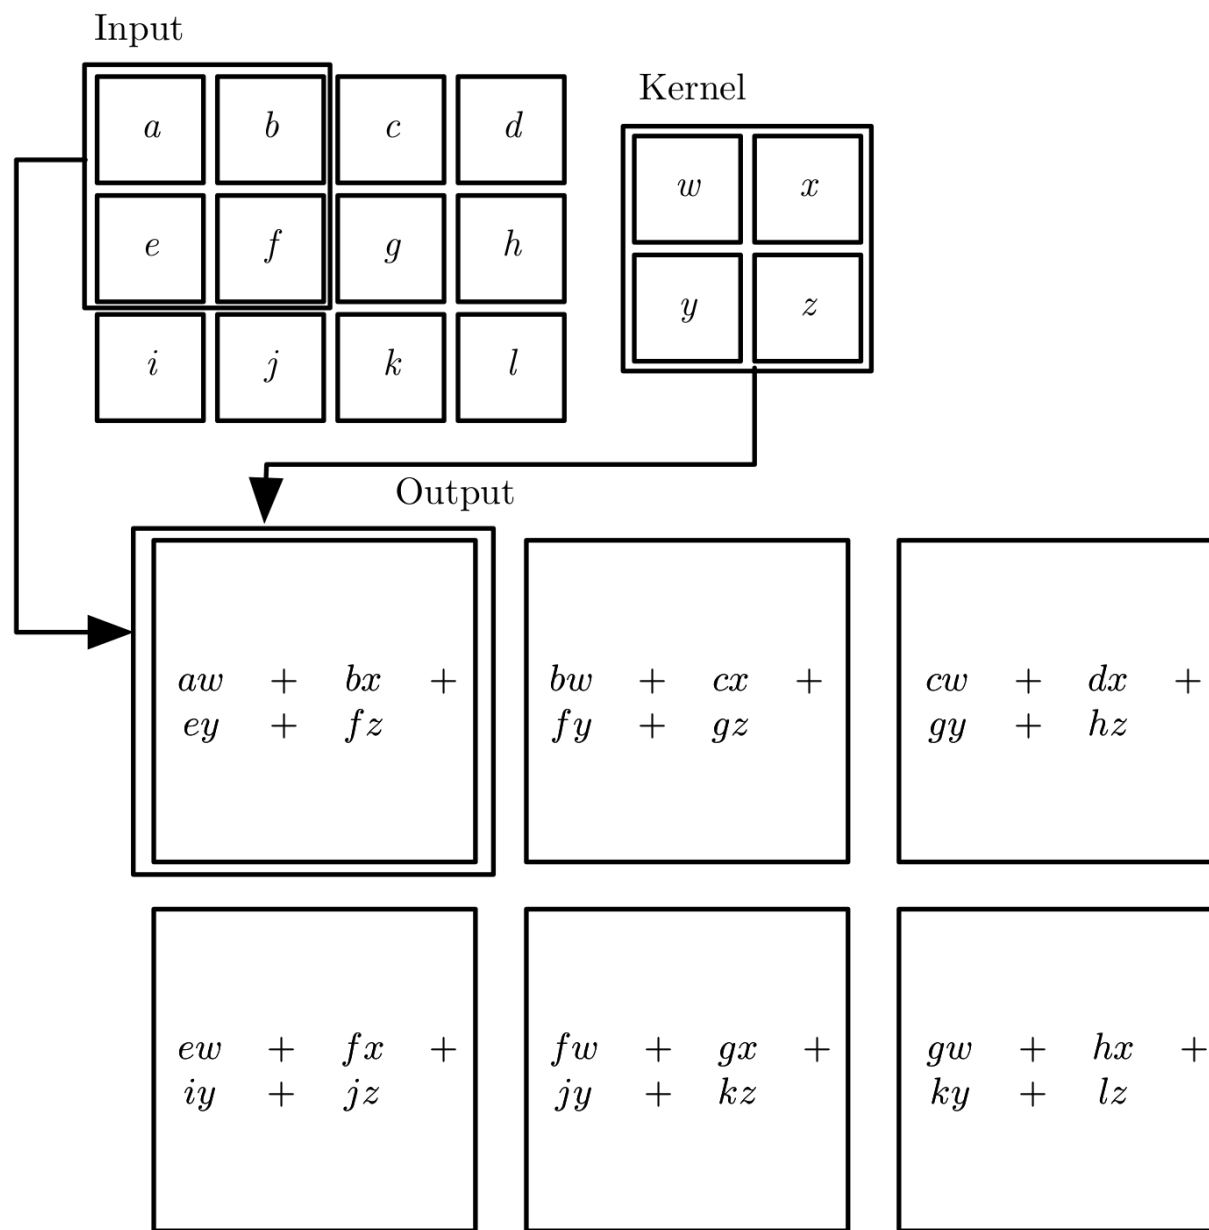 Input
a b c d
e f g h
i j k l
Kernel
w x
y z
Output
aw + bx +
ey + fz
bw + cx +
fy + gz
cw + dx +
gy + hz
ew + fx +
iy + jz
fw + gx +
jy + kz
gw + hx +
ky + lz